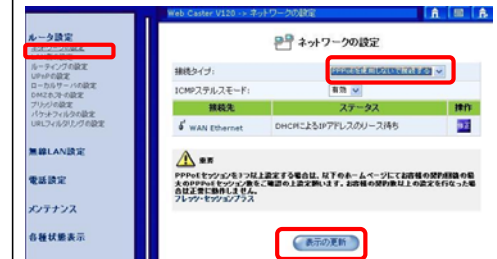 Web Caster V120 -> ネットワークの設定
ルータ設定
ネットワークの設定
ルーティングの設定
UPnPの設定
ローカルサーバの設定
DMZホストの設定
ブリッジの設定
パケットフィルタの設定
URLフィルタリングの設定
無線LAN設定
電話設定
メンテナンス
各種状態表示
ネットワークの設定
接続タイプ:
ICMPステルスモード: 有効
接続先 ステータス 操作
WAN Ethernet DHCPによるIPアドレスのリース待ち
重要
PPPoEセッションを3つ以上設定する場合は、以下のホームページにてお客様の契約回線の最
大のPPPoEセッション数をご確認の上設定願います。お客様の契約数以上の設定を行なった場
合は正常に動作しません。
フレッツ・セッションプラス
表示の更新